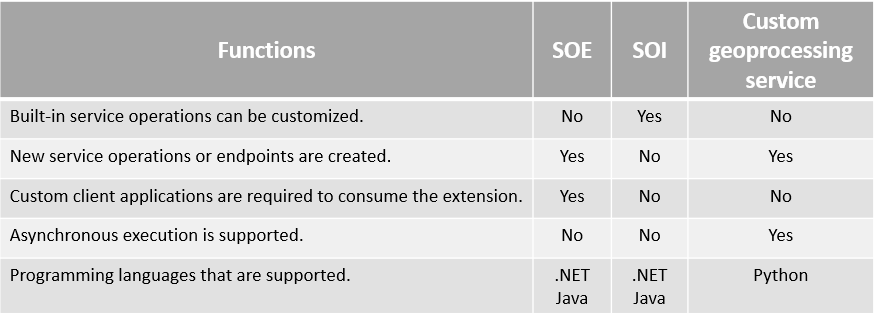 Functions SOE SOI Custom geoprocessing service
Built-in service operations can be customized. No Yes No
New service operations or endpoints are created. Yes No Yes
Custom client applications are required to consume the extension. Yes No No
Asynchronous execution is supported. No No Yes
Programming languages that are supported. .NET Java .NET Java Python